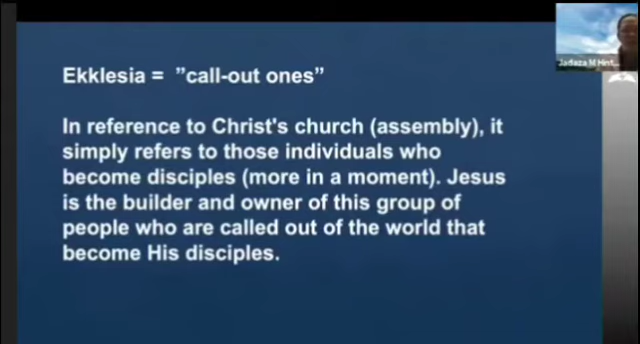 Ekklesia = ”call-out ones”
In reference to Christ's church (assembly), it
simply refers to those individuals who
become disciples (more in a moment). Jesus
is the builder and owner of this group of
people who are called out of the world that
become His disciples.